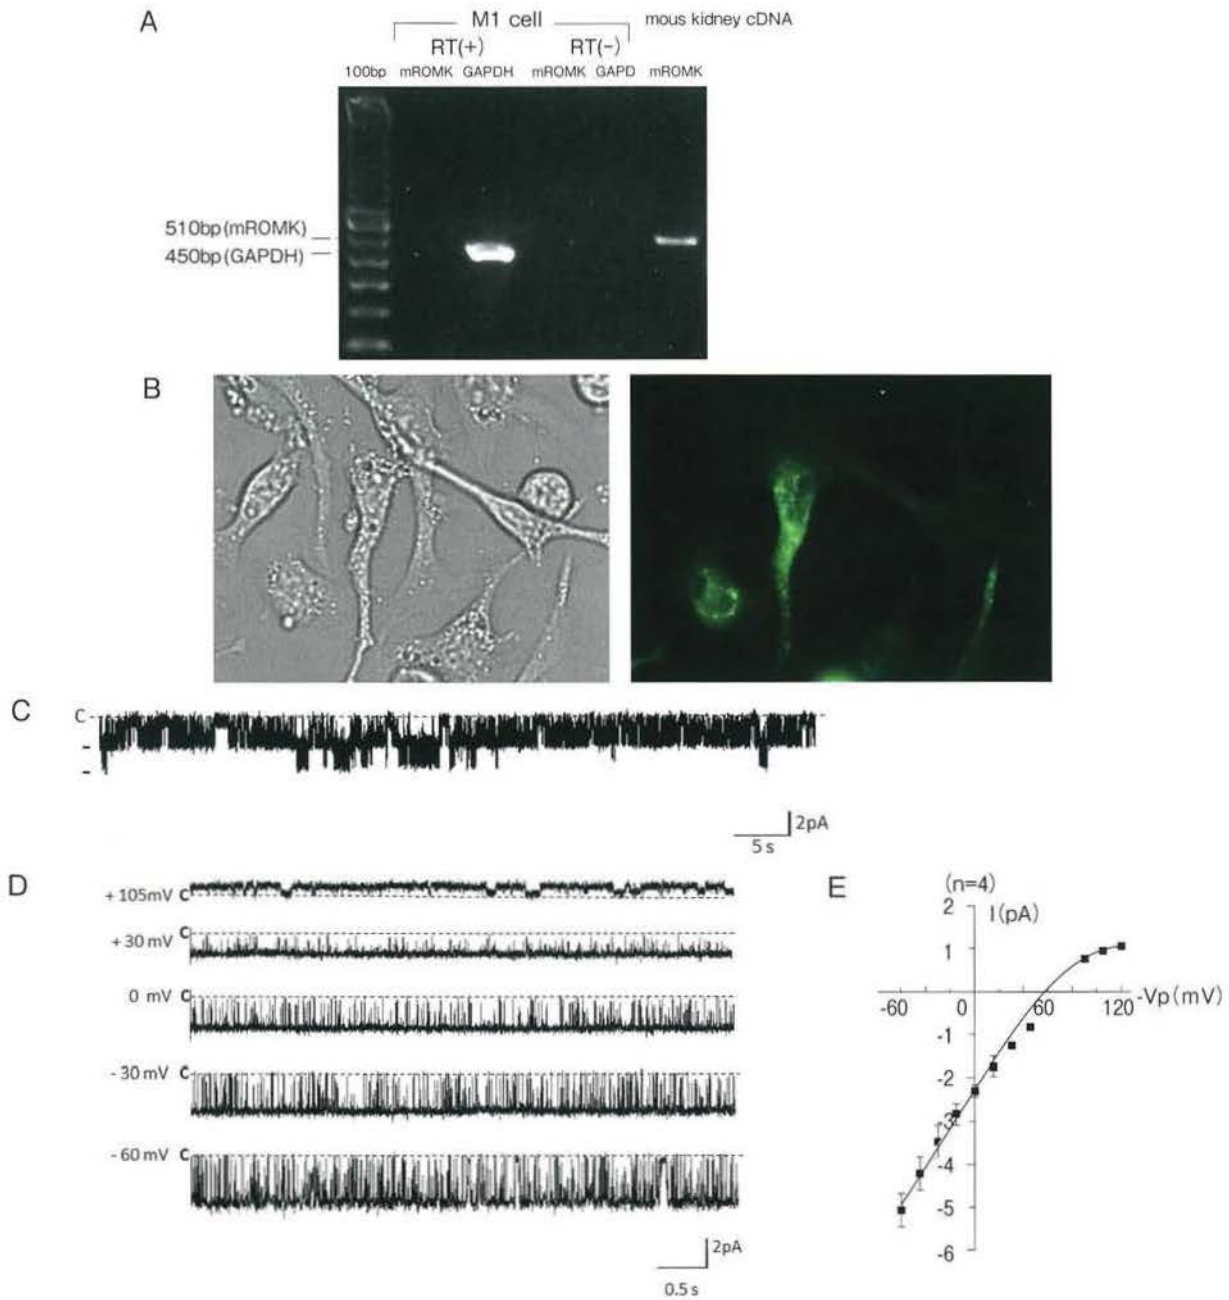 A
M1 cell
mous kidney cDNA
RT(+)
RT(-)
100bp mROMK GAPDH mROMK GAPD mROMK
510bp(mROMK)
450bp(GAPDH)
B
C
C
2pA
5 s
D
+105mV C
+30 mV C
0 mV C
-30 mV C
-60 mV C
2pA
0.5 s
E
(n=4)
I(pA)
2
1
-Vp(mV)
-60 0 60 120
-1
-2
-3
-4
-5
-6